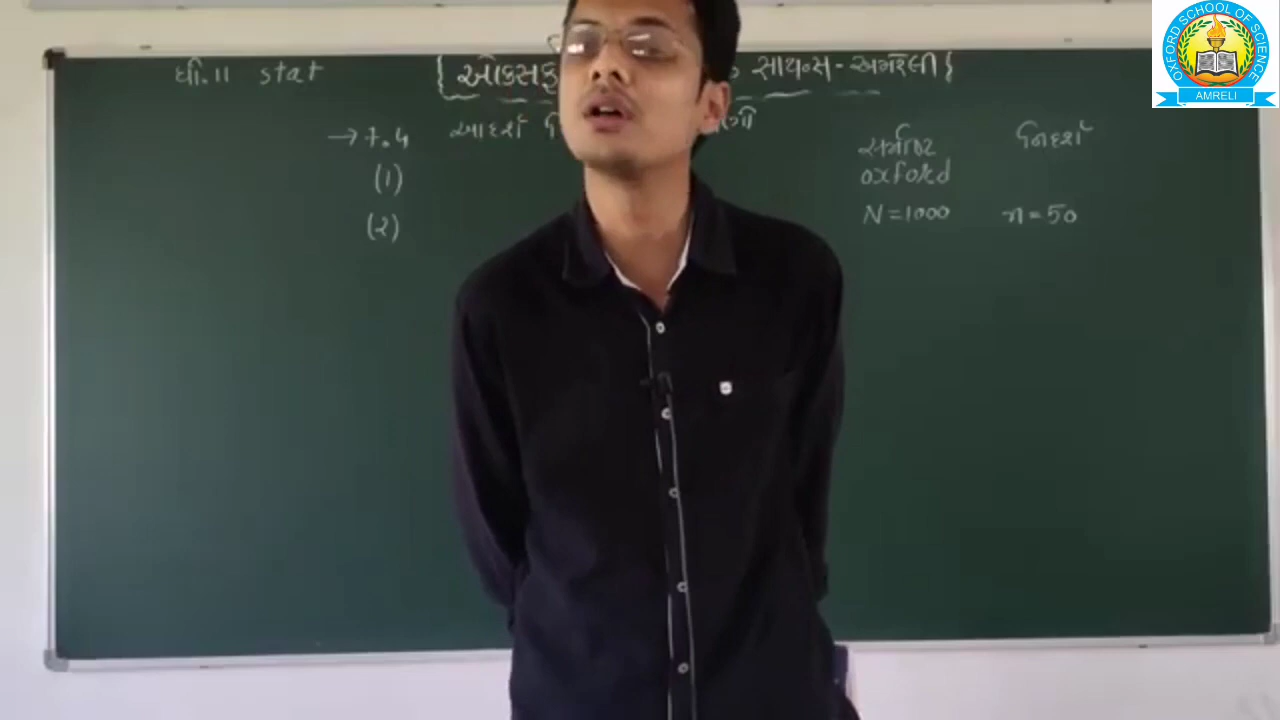 ધો.11 stat
{ ઓક્સફ સાયન્સ - અમરેલી }
→ 7.4 આદર્શ
(1)
(2)
સમષ્ટિ નિદર્શ
oxford
N = 1000 n = 50
OXFORD SCHOOL OF SCIENCE
AMRELI